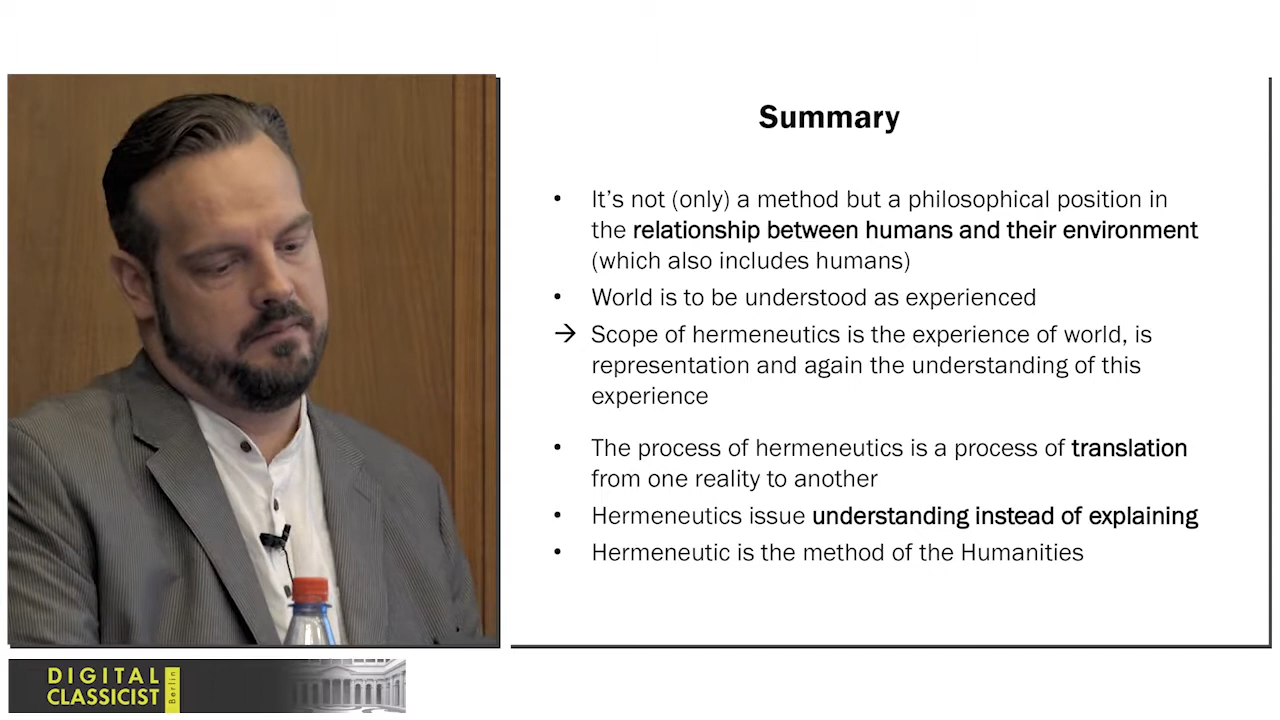 Summary
• It's not (only) a method but a philosophical position in
the relationship between humans and their environment
(which also includes humans)
• World is to be understood as experienced
→ Scope of hermeneutics is the experience of world, is
representation and again the understanding of this
experience
• The process of hermeneutics is a process of translation
from one reality to another
• Hermeneutics issue understanding instead of explaining
• Hermeneutic is the method of the Humanities
DIGITAL
CLASSICIST
Berlin